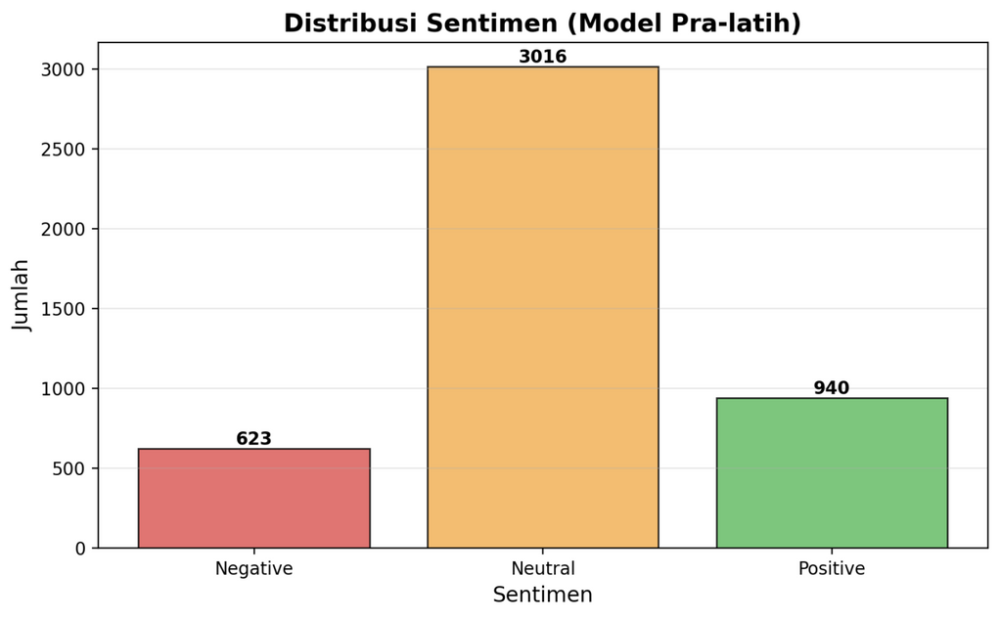 Distribusi Sentimen (Model Pra-latih)
3016
3000
2500
2000
1500
1000
940
623
500
0
Jumlah
Negative
Neutral
Positive
Sentimen